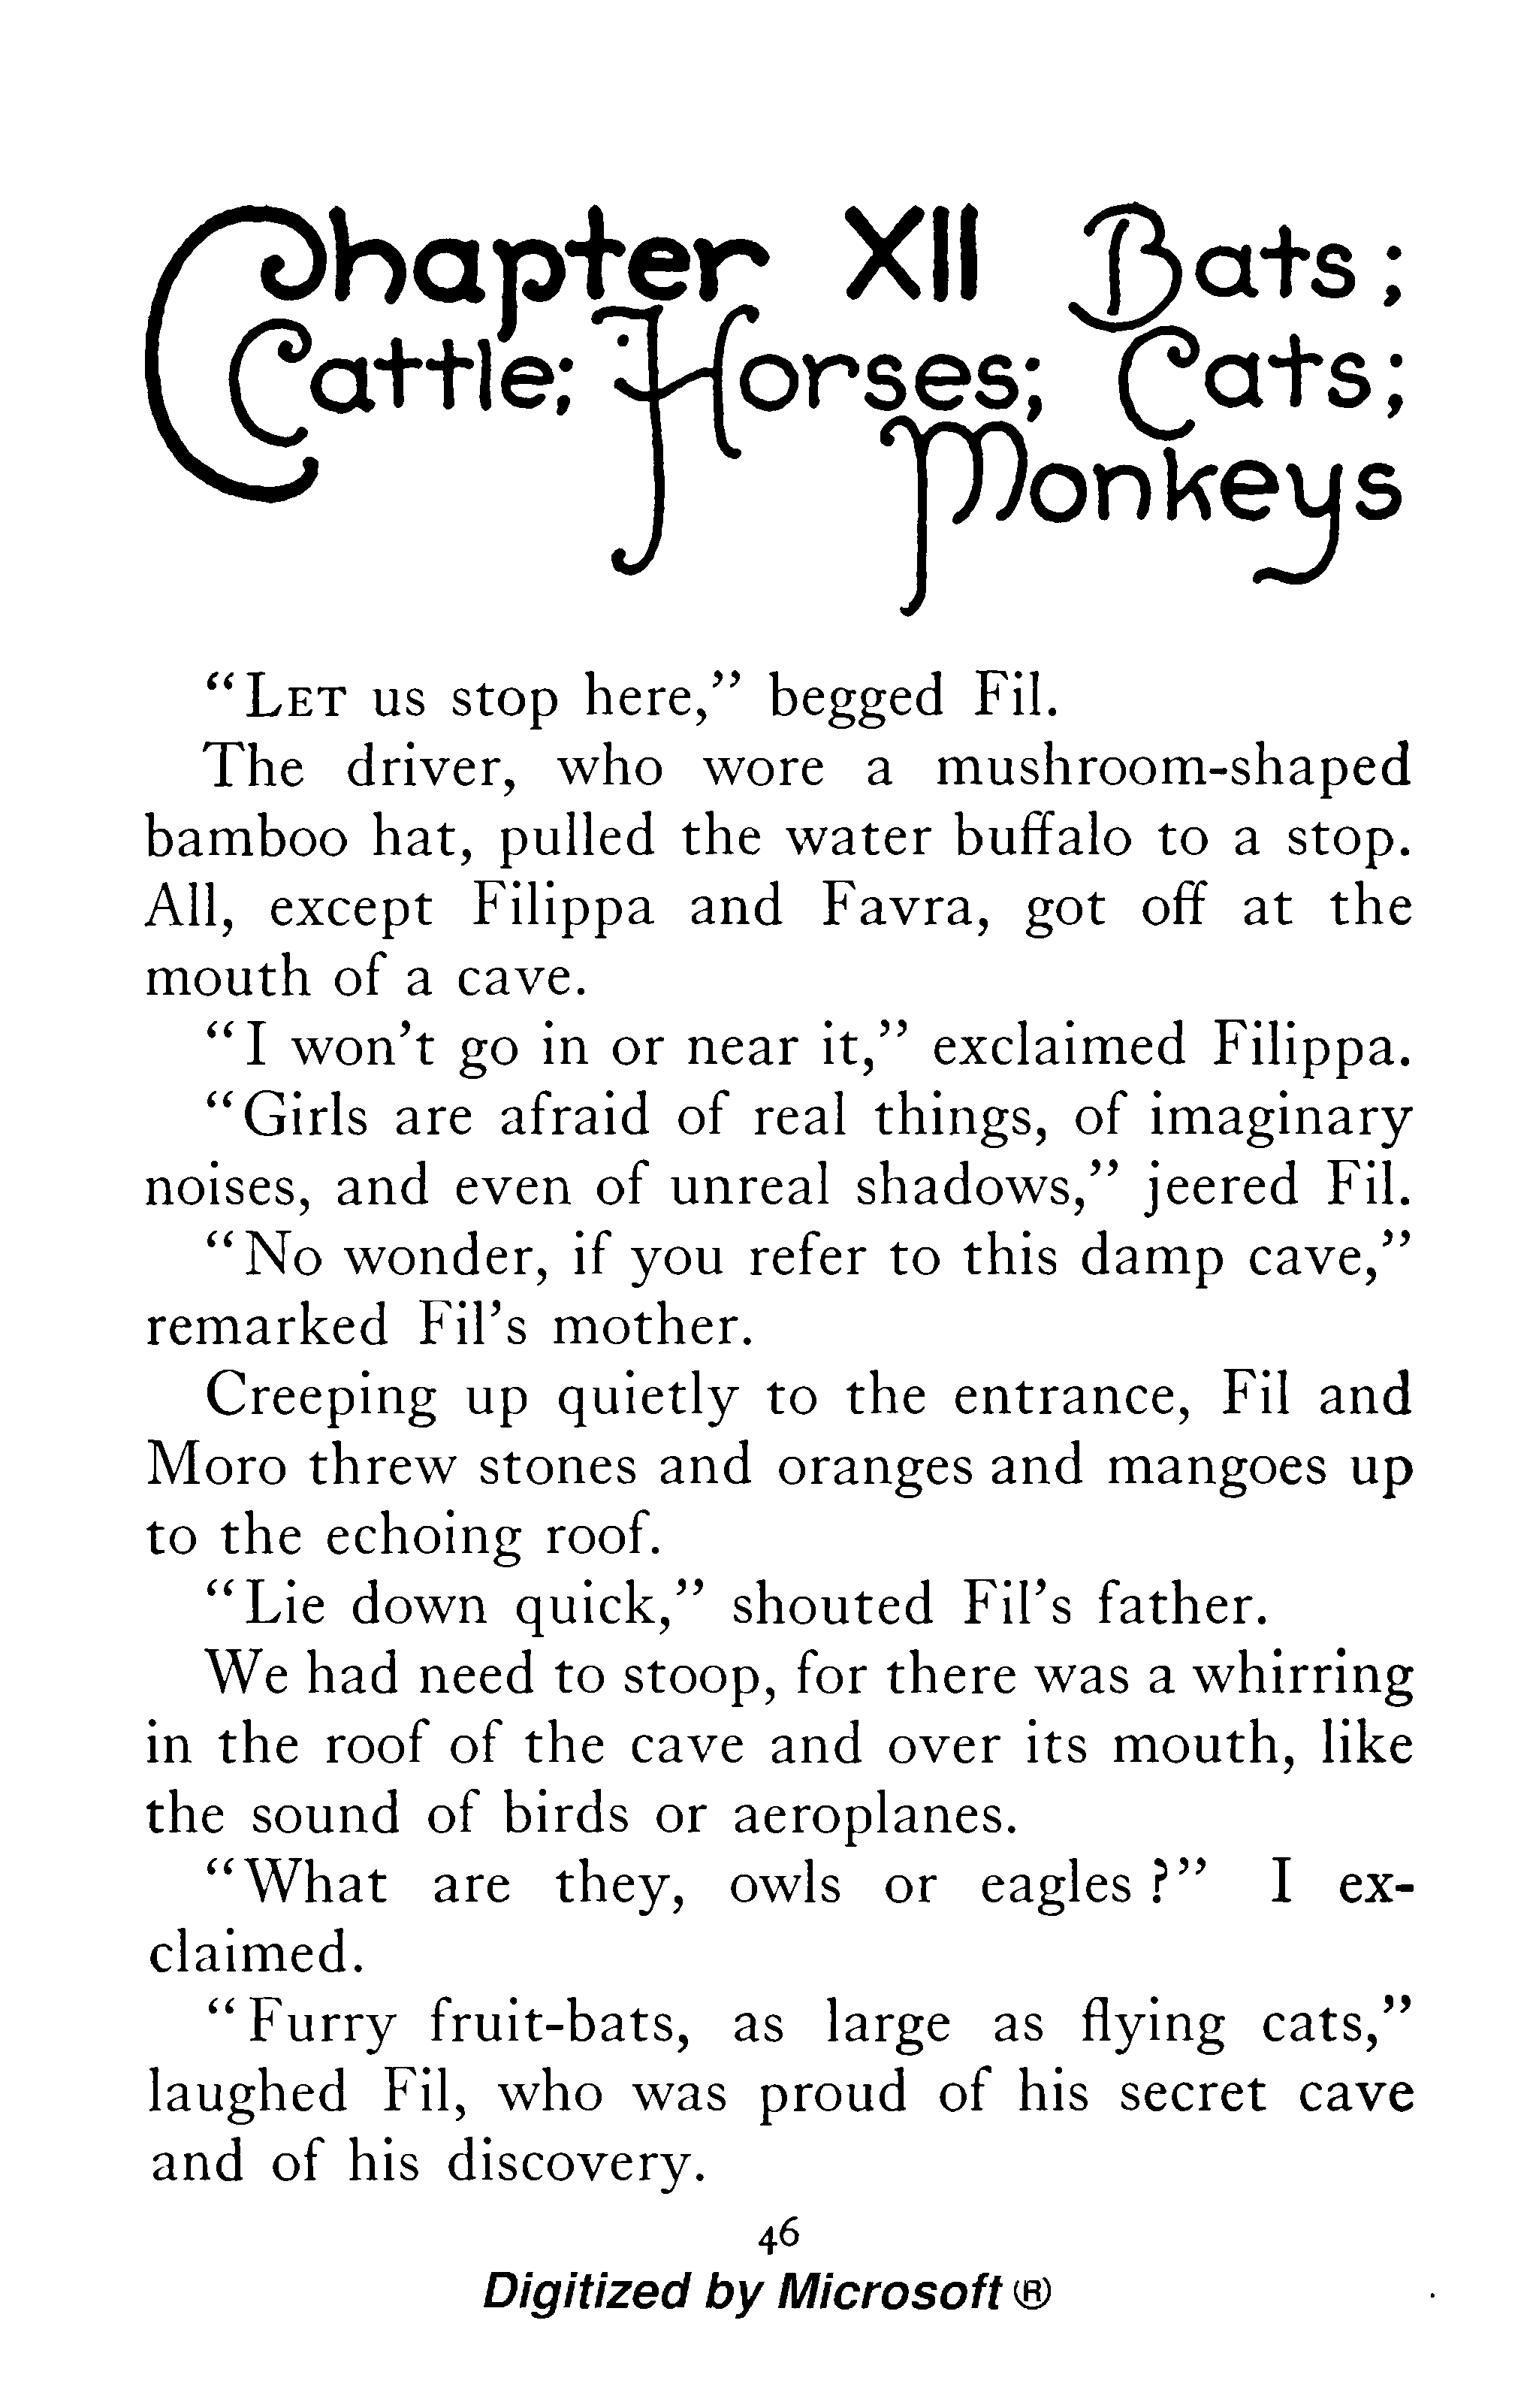 Chapter XII Bats;
Cattle; Horses; Cats;
Monkeys
“LET us stop here,” begged Fil.
The driver, who wore a mushroom-shaped
bamboo hat, pulled the water buffalo to a stop.
All, except Filippa and Favra, got off at the
mouth of a cave.
“I won’t go in or near it,” exclaimed Filippa.
“Girls are afraid of real things, of imaginary
noises, and even of unreal shadows,” jeered Fil.
“No wonder, if you refer to this damp cave,”
remarked Fil’s mother.
Creeping up quietly to the entrance, Fil and
Moro threw stones and oranges and mangoes up
to the echoing roof.
“Lie down quick,” shouted Fil’s father.
We had need to stoop, for there was a whirring
in the roof of the cave and over its mouth, like
the sound of birds or aeroplanes.
“What are they, owls or eagles?” I ex-
claimed.
“Furry fruit-bats, as large as flying cats,”
laughed Fil, who was proud of his secret cave
and of his discovery.
46
Digitized by Microsoft ®